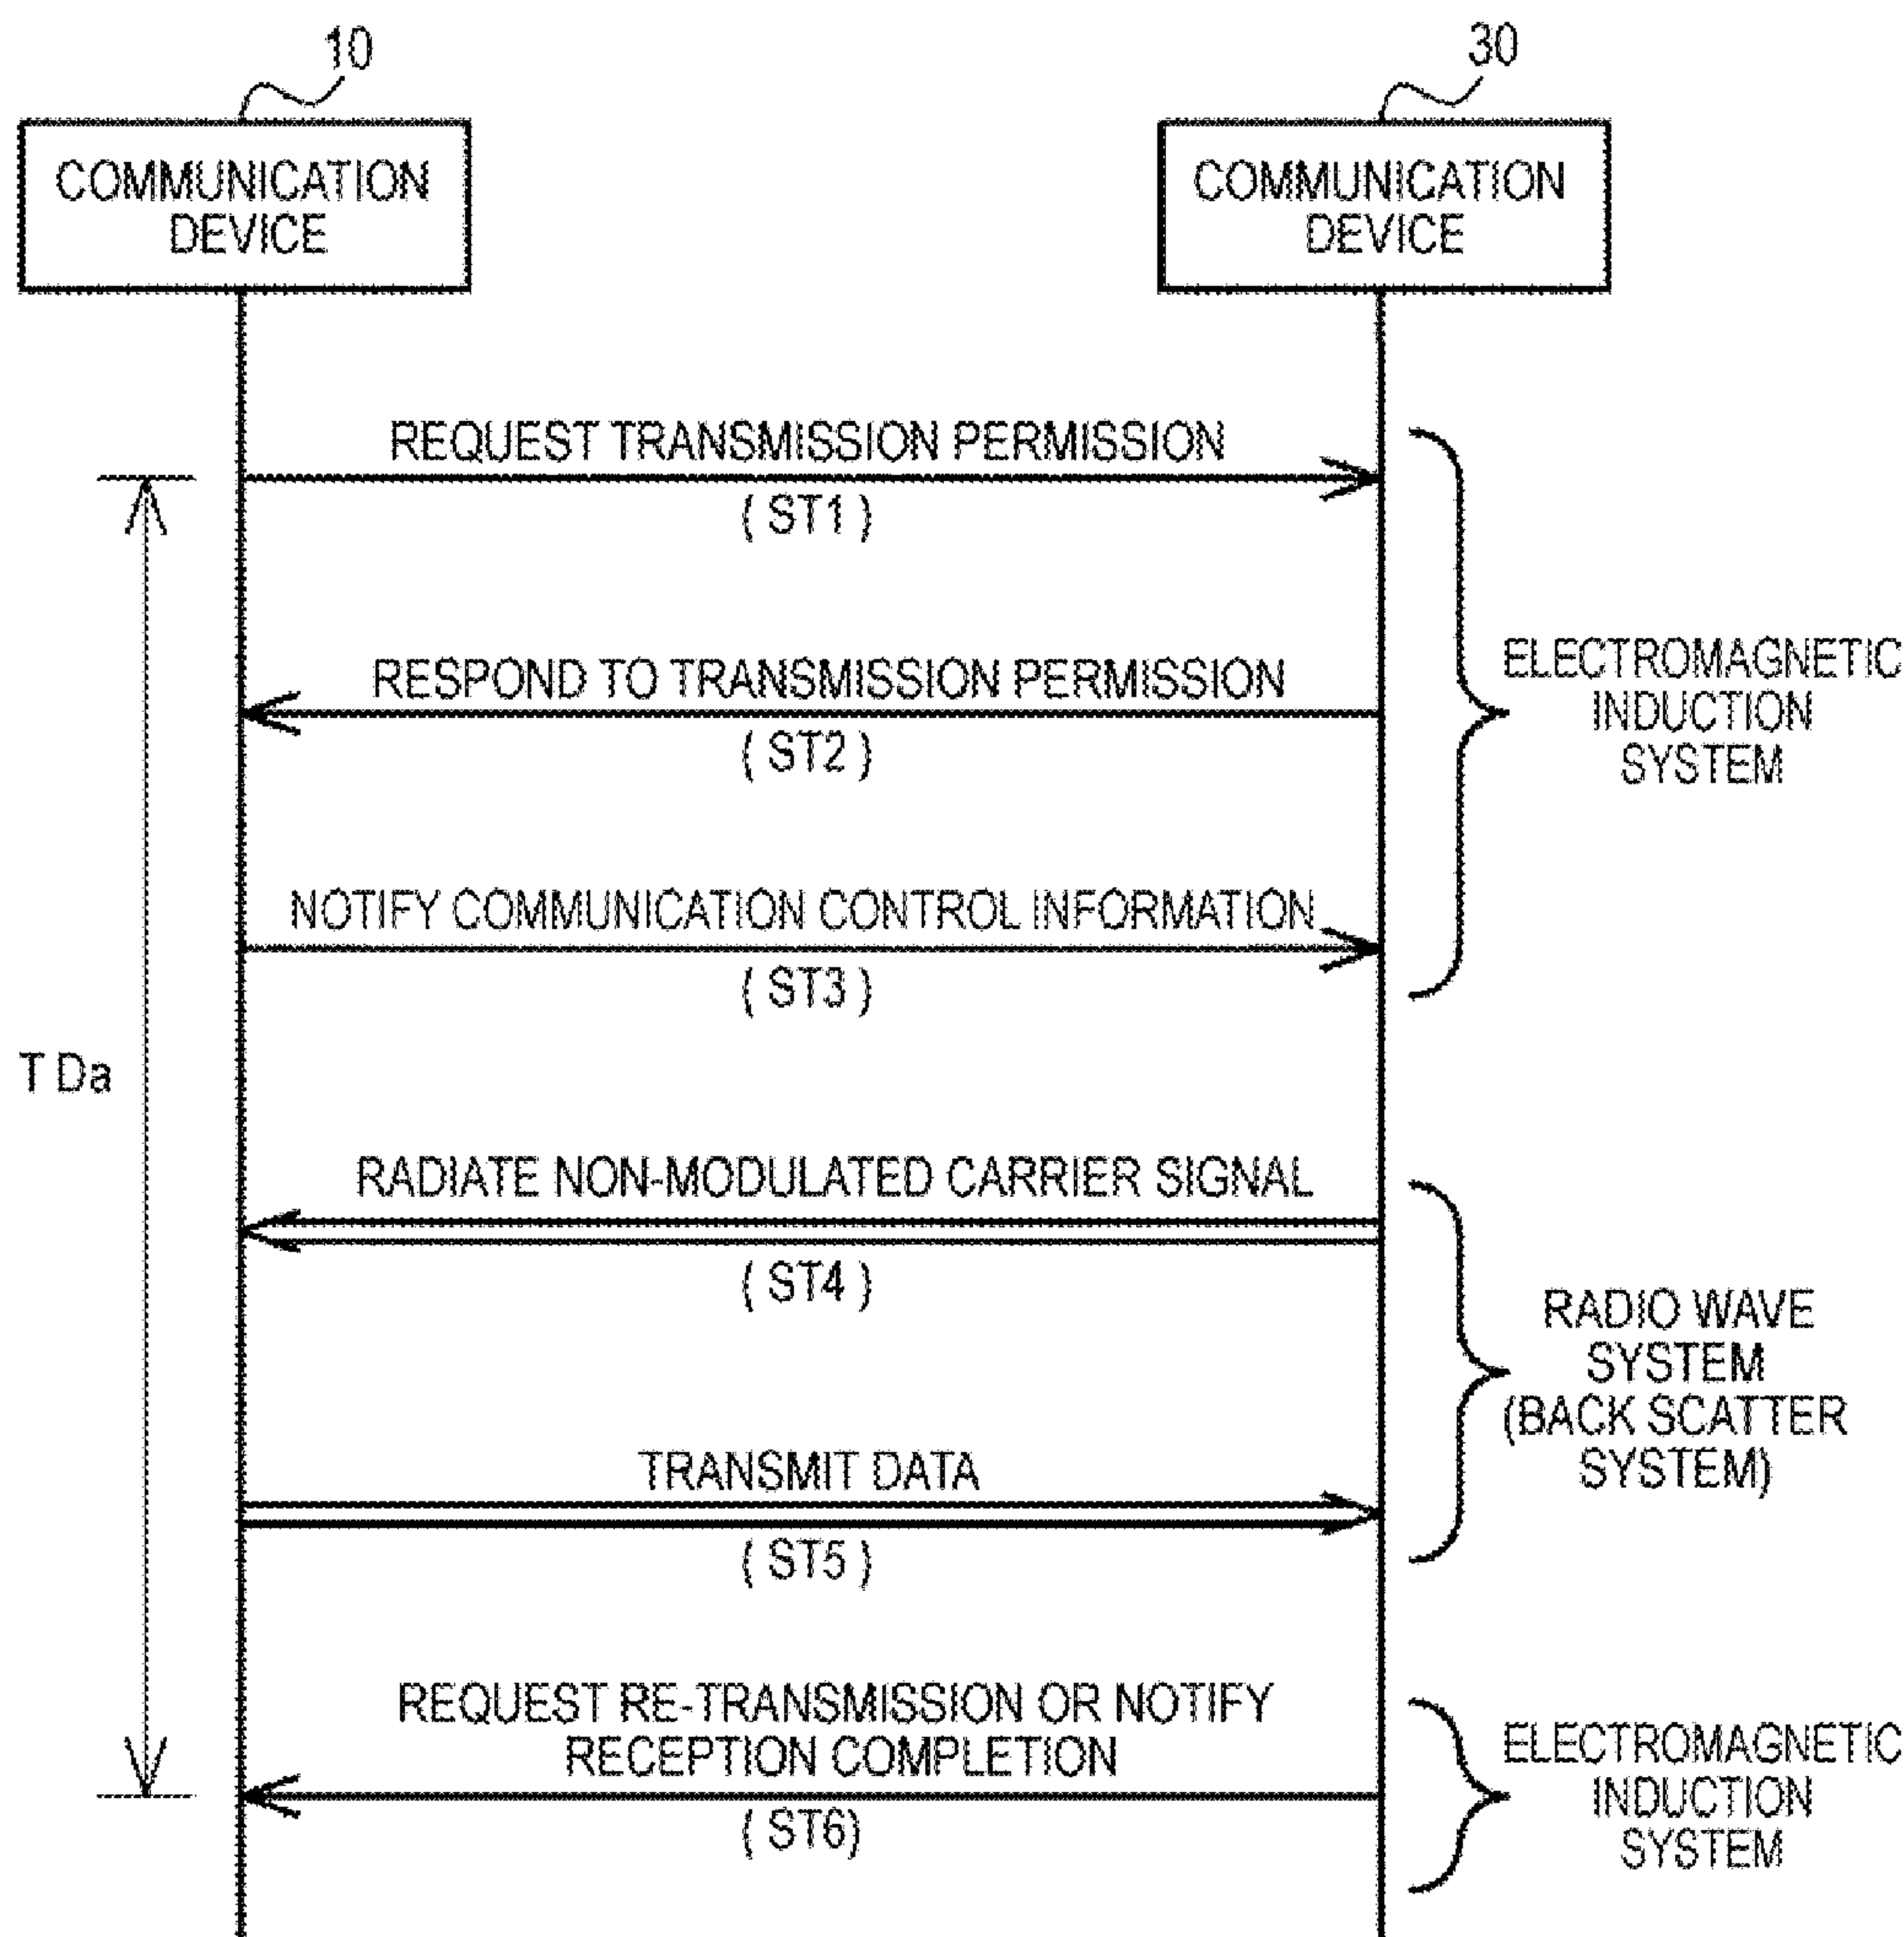 10
30
COMMUNICATION
DEVICE
COMMUNICATION
DEVICE
REQUEST TRANSMISSION PERMISSION
( ST1 )
RESPOND TO TRANSMISSION PERMISSION
( ST2 )
ELECTROMAGNETIC
INDUCTION
SYSTEM
NOTIFY COMMUNICATION CONTROL INFORMATION
( ST3 )
T Da
RADIATE NON-MODULATED CARRIER SIGNAL
( ST4 )
RADIO WAVE
SYSTEM
(BACK SCATTER
SYSTEM)
TRANSMIT DATA
( ST5 )
REQUEST RE-TRANSMISSION OR NOTIFY
RECEPTION COMPLETION
( ST6)
ELECTROMAGNETIC
INDUCTION
SYSTEM